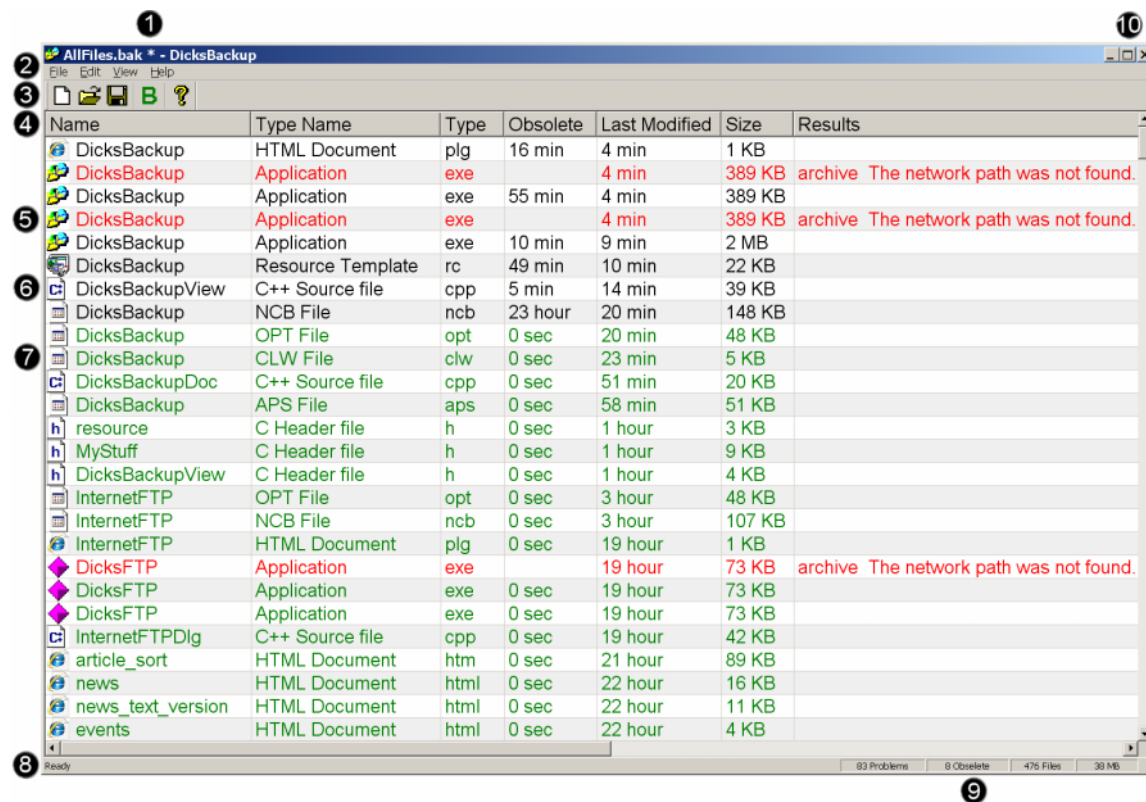 1
10
AllFiles.bak * - DicksBackup
2
File Edit View Help
3
B ?
4 Name Type Name Type Obsolete Last Modified Size Results
DicksBackup HTML Document plg 16 min 4 min 1 KB
DicksBackup Application exe 4 min 389 KB archive The network path was not found.
DicksBackup Application exe 55 min 4 min 389 KB
5 DicksBackup Application exe 4 min 389 KB archive The network path was not found.
DicksBackup Application exe 10 min 9 min 2 MB
DicksBackup Resource Template rc 49 min 10 min 22 KB
6 DicksBackupView C++ Source file cpp 5 min 14 min 39 KB
DicksBackup NCB File ncb 23 hour 20 min 148 KB
DicksBackup OPT File opt 0 sec 20 min 48 KB
7 DicksBackup CLW File clw 0 sec 23 min 5 KB
DicksBackupDoc C++ Source file cpp 0 sec 51 min 20 KB
DicksBackup APS File aps 0 sec 58 min 51 KB
h resource C Header file h 0 sec 1 hour 3 KB
h MyStuff C Header file h 0 sec 1 hour 9 KB
h DicksBackupView C Header file h 0 sec 1 hour 4 KB
InternetFTP OPT File opt 0 sec 3 hour 48 KB
InternetFTP NCB File ncb 0 sec 3 hour 107 KB
InternetFTP HTML Document plg 0 sec 19 hour 1 KB
DicksFTP Application exe 19 hour 73 KB archive The network path was not found.
DicksFTP Application exe 0 sec 19 hour 73 KB
DicksFTP Application exe 0 sec 19 hour 73 KB
InternetFTPDlg C++ Source file cpp 0 sec 19 hour 42 KB
article_sort HTML Document htm 0 sec 21 hour 89 KB
news HTML Document html 0 sec 22 hour 16 KB
news_text_version HTML Document html 0 sec 22 hour 11 KB
events HTML Document html 0 sec 22 hour 4 KB
8 Ready 83 Problems 8 Obselete 476 Files 38 MB
9